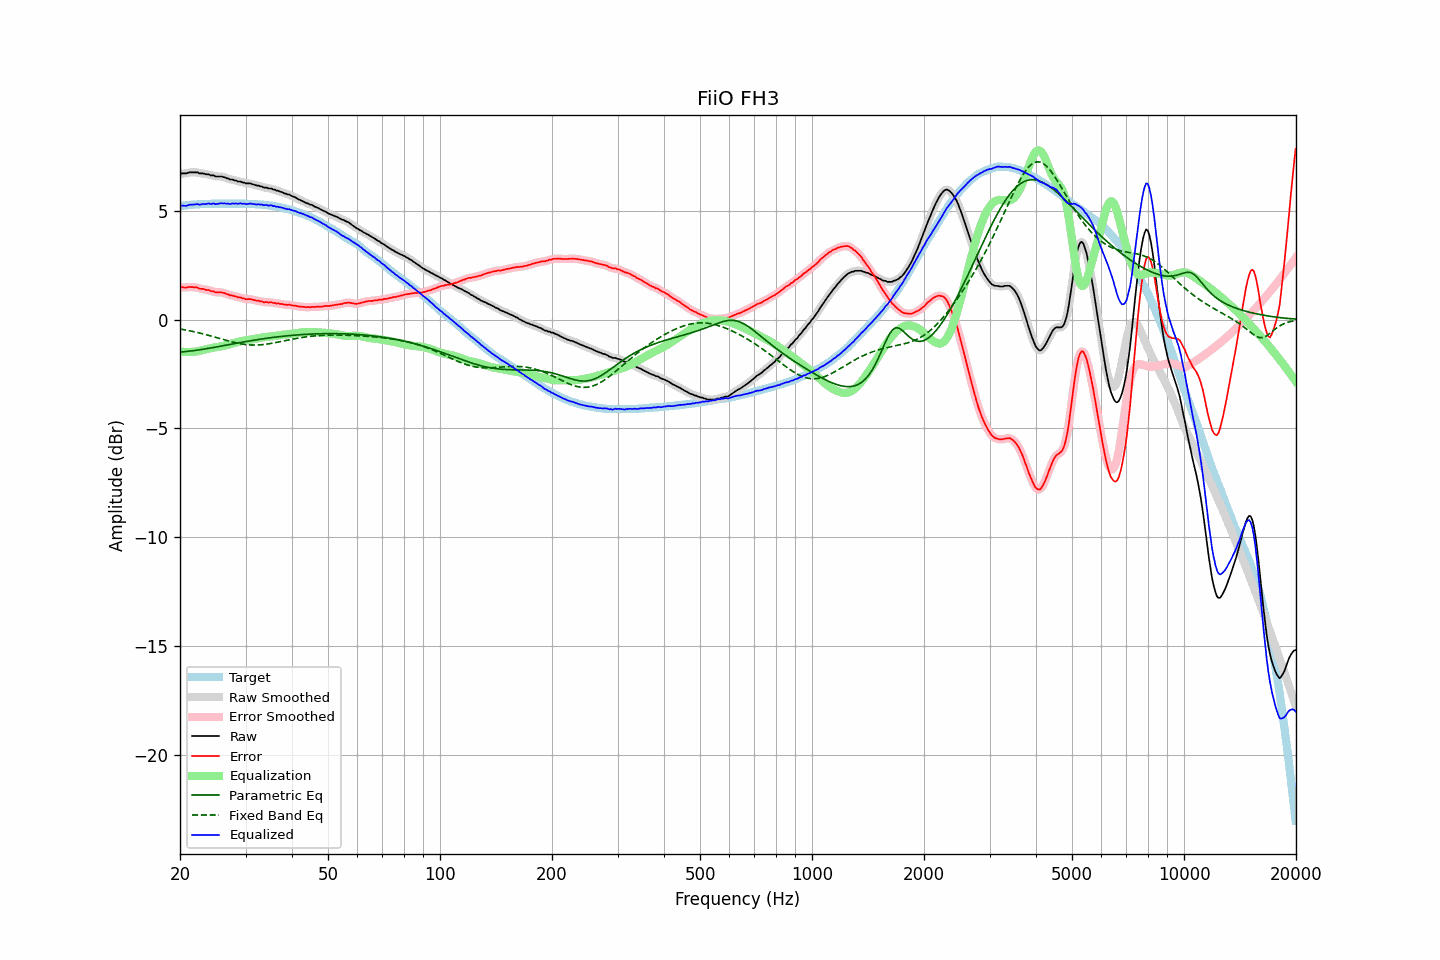 FiiO FH3
Amplitude (dBr)
5
0
−5
−10
−15
−20
Target
Raw Smoothed
Error Smoothed
Raw
Error
Equalization
Parametric Eq
Fixed Band Eq
Equalized
20 50 100 200 500 1000 2000 5000 10000 20000
Frequency (Hz)